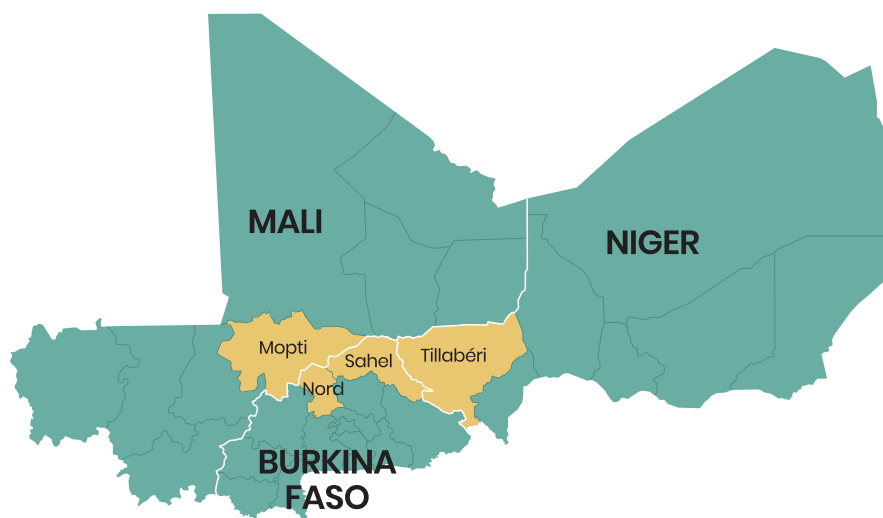 MALI
NIGER
Mopti
Sahel
Tillabéri
Nord
BURKINA
FASO